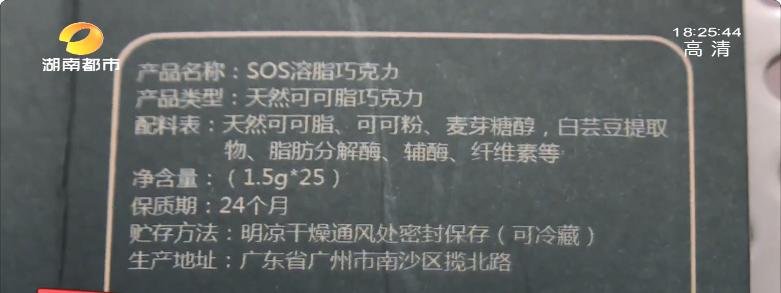 湖南都市
18:25:44
高清
产品名称：SOS溶脂巧克力
产品类型：天然可可脂巧克力
配料表：天然可可脂、可可粉、麦芽糖醇，白芸豆提取
物、脂肪分解酶、辅酶、纤维素等
净含量：（1.5g*25）
保质期：24个月
贮存方法：明凉干燥通风处密封保存（可冷藏）
生产地址：广东省广州市南沙区揽北路